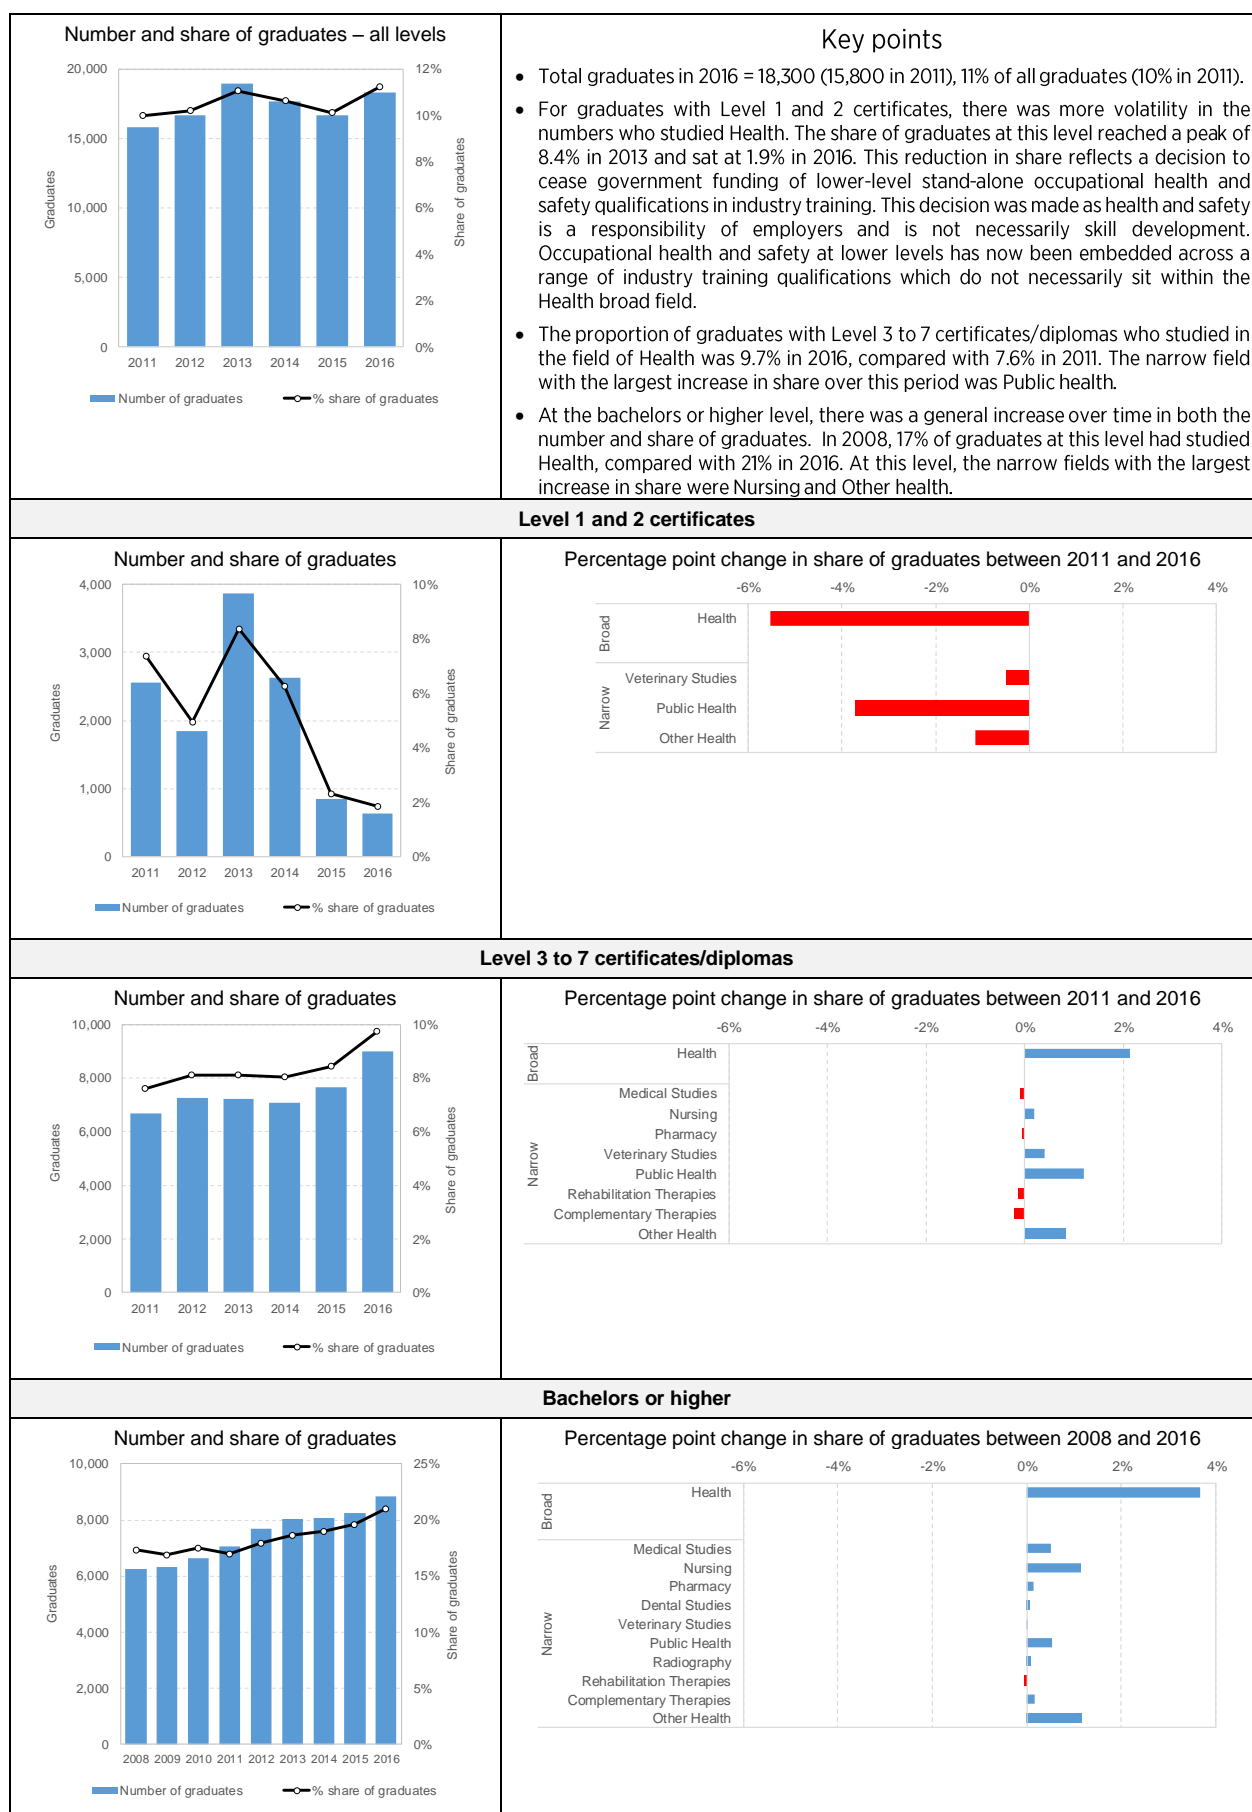 Number and share of graduates – all levels
20,000
15,000
10,000
5,000
0
12%
10%
8%
6%
4%
2%
0%
Graduates
Share of graduates
2011 2012 2013 2014 2015 2016
Number of graduates % share of graduates
Key points
• Total graduates in 2016 = 18,300 (15,800 in 2011), 11% of all graduates (10% in 2011).
• For graduates with Level 1 and 2 certificates, there was more volatility in the
numbers who studied Health. The share of graduates at this level reached a peak of
8.4% in 2013 and sat at 1.9% in 2016. This reduction in share reflects a decision to
cease government funding of lower-level stand-alone occupational health and
safety qualifications in industry training. This decision was made as health and safety
is a responsibility of employers and is not necessarily skill development.
Occupational health and safety at lower levels has now been embedded across a
range of industry training qualifications which do not necessarily sit within the
Health broad field.
• The proportion of graduates with Level 3 to 7 certificates/diplomas who studied in
the field of Health was 9.7% in 2016, compared with 7.6% in 2011. The narrow field
with the largest increase in share over this period was Public health.
• At the bachelors or higher level, there was a general increase over time in both the
number and share of graduates. In 2008, 17% of graduates at this level had studied
Health, compared with 21% in 2016. At this level, the narrow fields with the largest
increase in share were Nursing and Other health.
Level 1 and 2 certificates
Number and share of graduates
4,000
3,000
2,000
1,000
0
10%
8%
6%
4%
2%
0%
Graduates
Share of graduates
2011 2012 2013 2014 2015 2016
Number of graduates % share of graduates
Percentage point change in share of graduates between 2011 and 2016
-6% -4% -2% 0% 2% 4%
Broad
Health
Narrow
Veterinary Studies
Public Health
Other Health
Level 3 to 7 certificates/diplomas
Number and share of graduates
10,000
8,000
6,000
4,000
2,000
0
10%
8%
6%
4%
2%
0%
Graduates
Share of graduates
2011 2012 2013 2014 2015 2016
Number of graduates % share of graduates
Percentage point change in share of graduates between 2011 and 2016
-6% -4% -2% 0% 2% 4%
Broad
Health
Narrow
Medical Studies
Nursing
Pharmacy
Veterinary Studies
Public Health
Rehabilitation Therapies
Complementary Therapies
Other Health
Bachelors or higher
Number and share of graduates
10,000
8,000
6,000
4,000
2,000
0
25%
20%
15%
10%
5%
0%
Graduates
Share of graduates
2008 2009 2010 2011 2012 2013 2014 2015 2016
Number of graduates % share of graduates
Percentage point change in share of graduates between 2008 and 2016
-6% -4% -2% 0% 2% 4%
Broad
Health
Narrow
Medical Studies
Nursing
Pharmacy
Dental Studies
Veterinary Studies
Public Health
Radiography
Rehabilitation Therapies
Complementary Therapies
Other Health